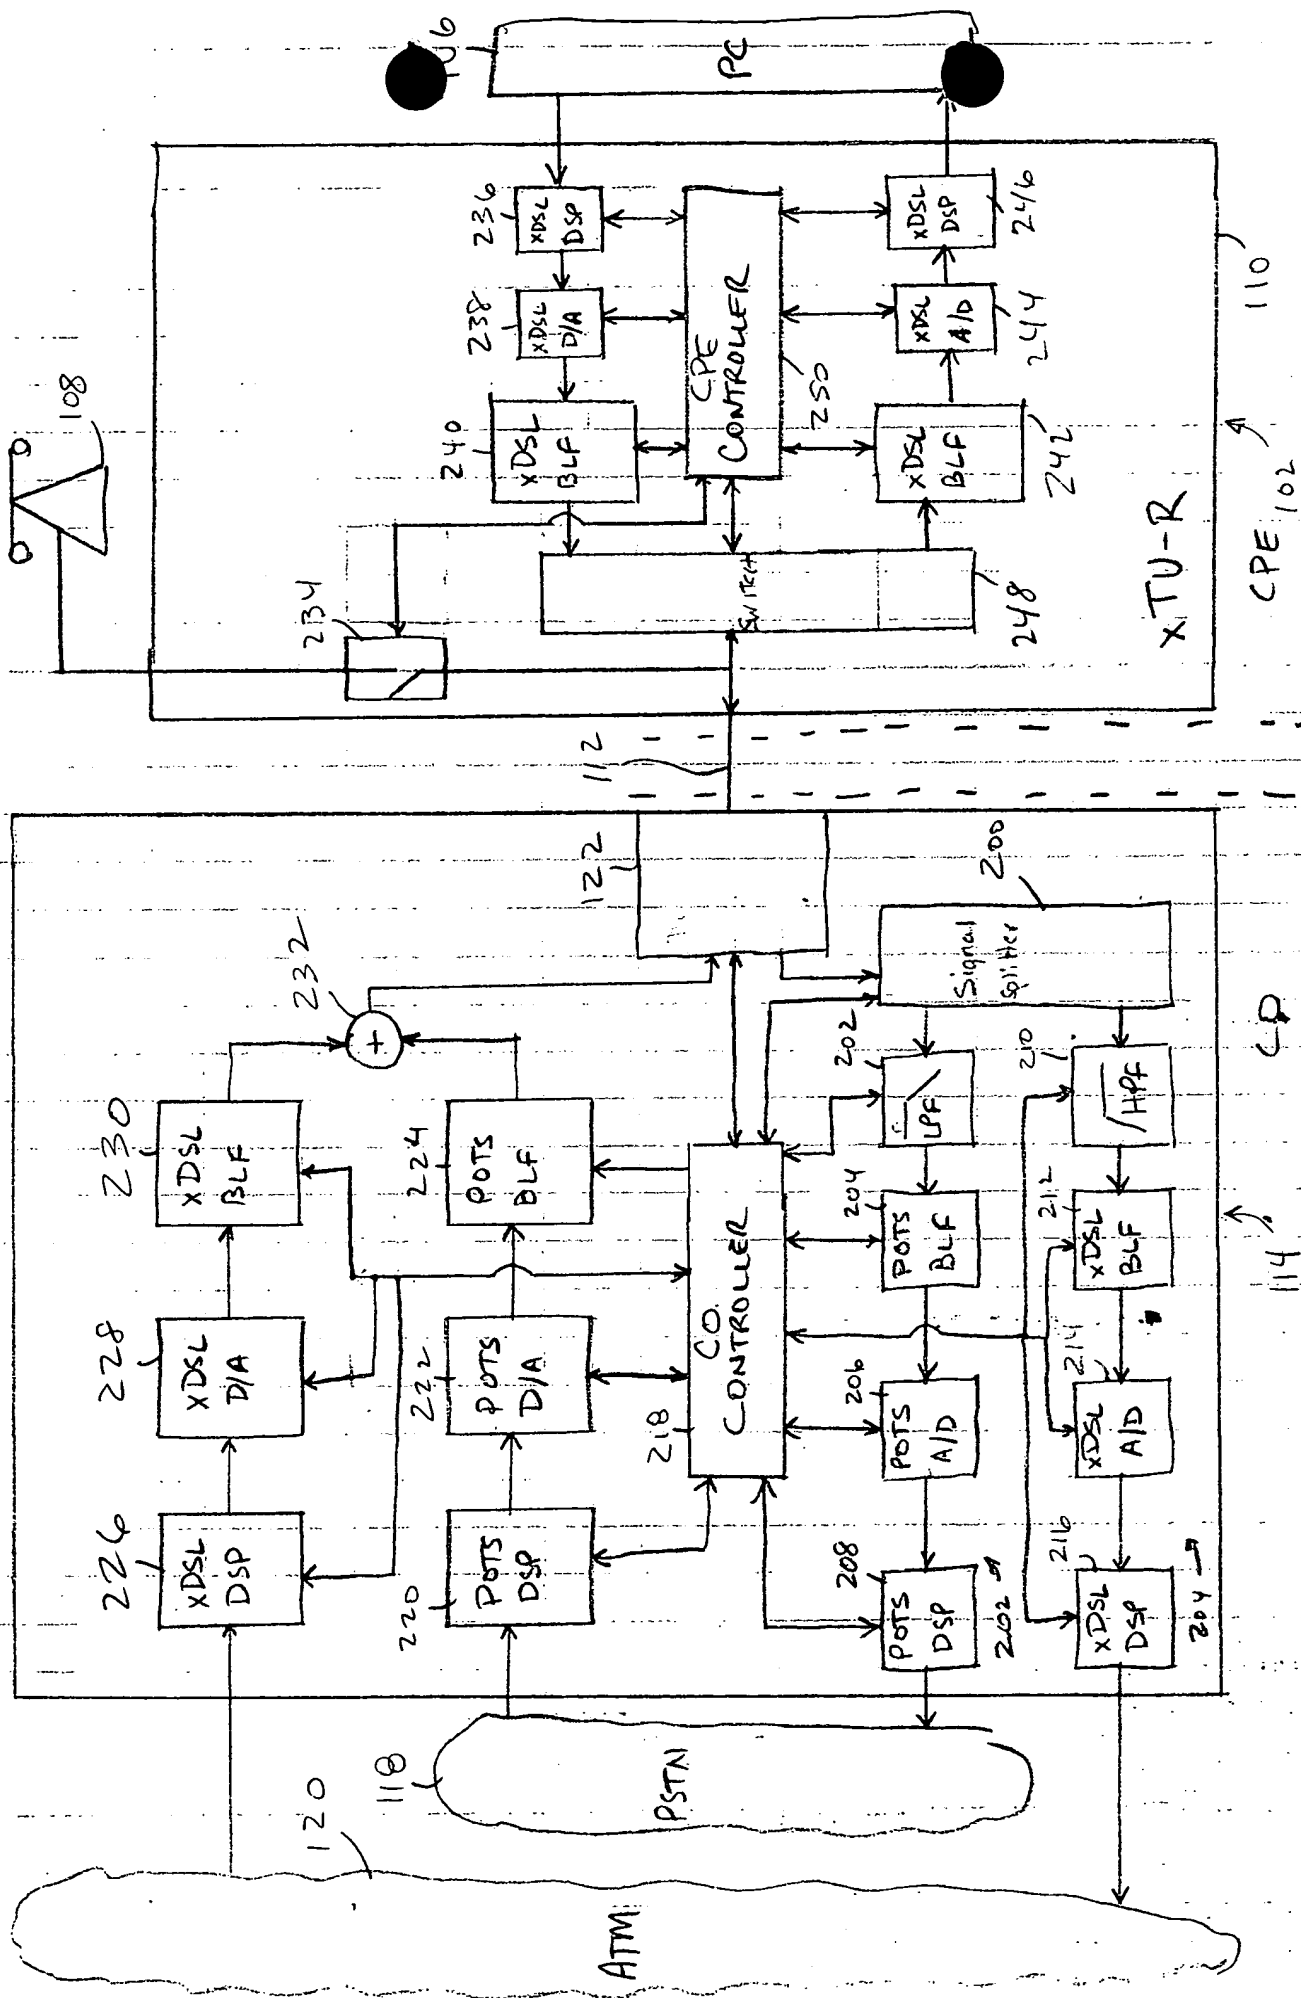 ATM
120
118
PSTN
226
xDSL
DSP
220
POTS
DSP
208
POTS
DSP
202
216
xDSL
DSP
204
228
xDSL
D/A
222
POTS
D/A
218
CO
CONTROLLER
206
POTS
A/D
214
xDSL
A/D
230
xDSL
BLF
224
POTS
BLF
204
POTS
BLF
212
xDSL
BLF
114
232
+
202
LPF
210
HPF
CO
122
Signal
Splitter
200
112
234
SWITCH
248
xTU-R
CPE 102
108
240
xDSL
BLF
CPE
CONTROLLER
250
xDSL
BLF
242
238
xDSL
D/A
xDSL
A/D
244
110
236
xDSL
DSP
xDSL
DSP
246
PC